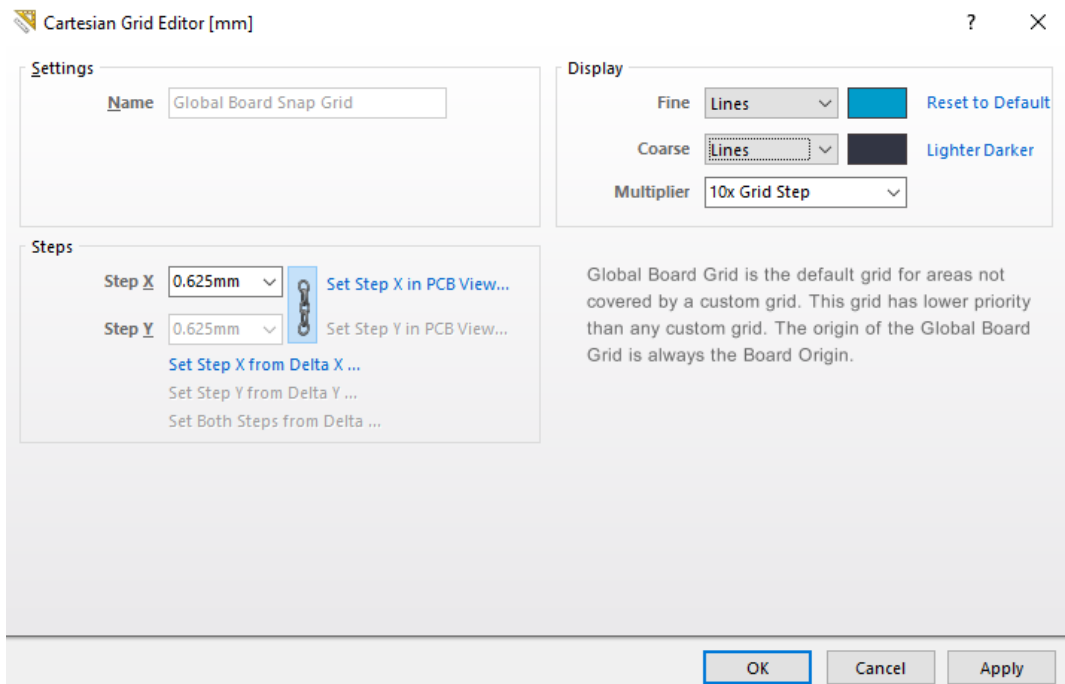 Cartesian Grid Editor [mm]
?
Settings
Name Global Board Snap Grid
Display
Fine Lines Reset to Default
Coarse Lines Lighter Darker
Multiplier 10x Grid Step
Steps
Step X 0.625mm Set Step X in PCB View...
Step Y 0.625mm Set Step Y in PCB View...
Set Step X from Delta X ...
Set Step Y from Delta Y ...
Set Both Steps from Delta ...
Global Board Grid is the default grid for areas not
covered by a custom grid. This grid has lower priority
than any custom grid. The origin of the Global Board
Grid is always the Board Origin.
OK Cancel Apply